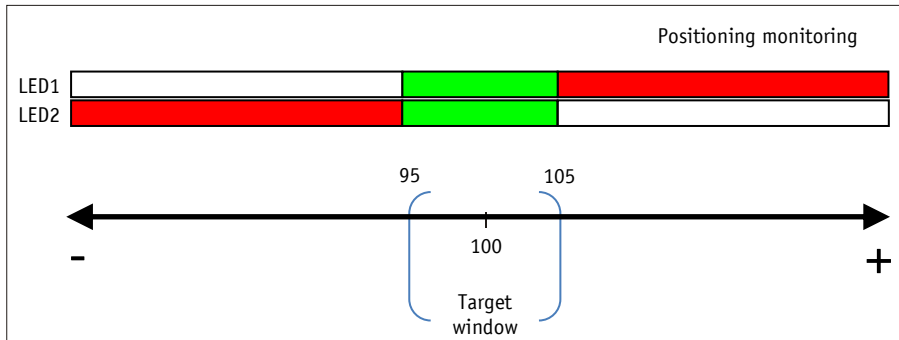 Positioning monitoring
LED1
LED2
95
105
100
-
+
Target
window